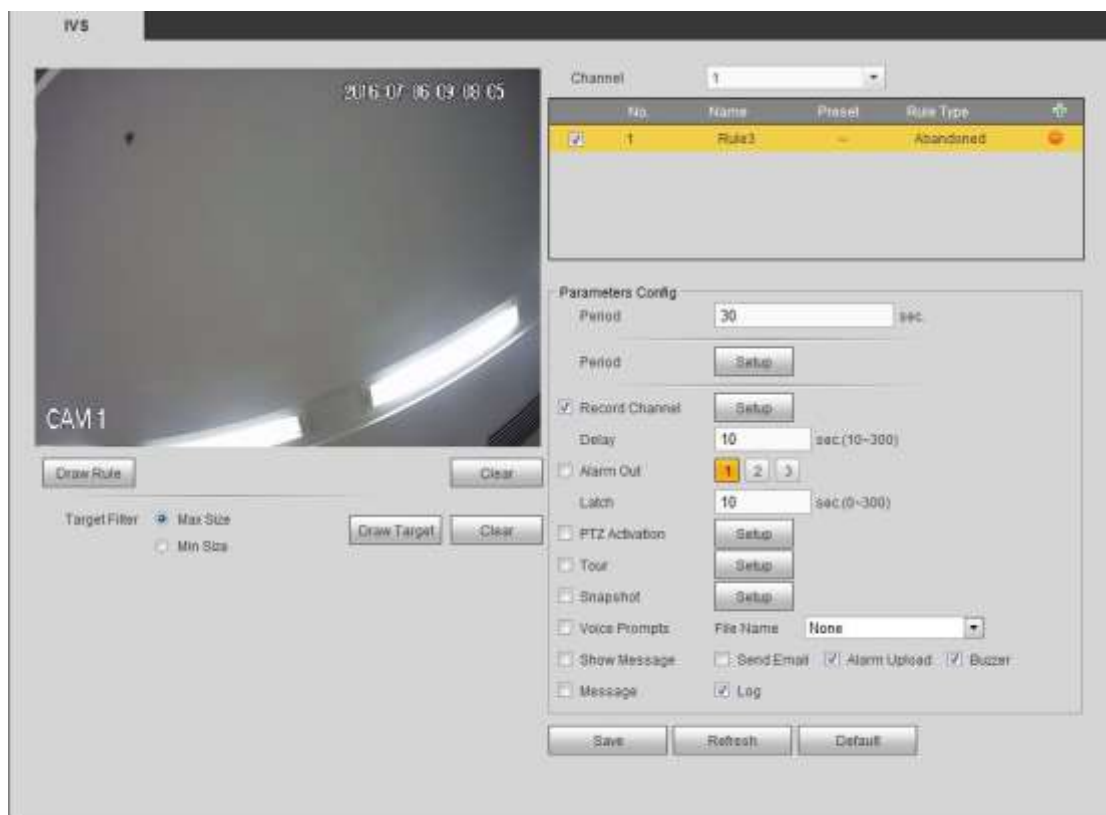 IVS
2016-07-06 09:08:05
CAM 1
Draw Rule
Clear
Target Filter Max Size
Min Size
Draw Target Clear
Channel 1
No. Name Preset Rule Type
1 Rule3 -- Abandoned
Parameters Config
Period 30 sec.
Period Setup
Record Channel Setup
Delay 10 sec.(10~300)
Alarm Out 1 2 3
Latch 10 sec.(0~300)
PTZ Activation Setup
Tour Setup
Snapshot Setup
Voice Prompts File Name None
Show Message Send Email Alarm Upload Buzzer
Message Log
Save Refresh Default